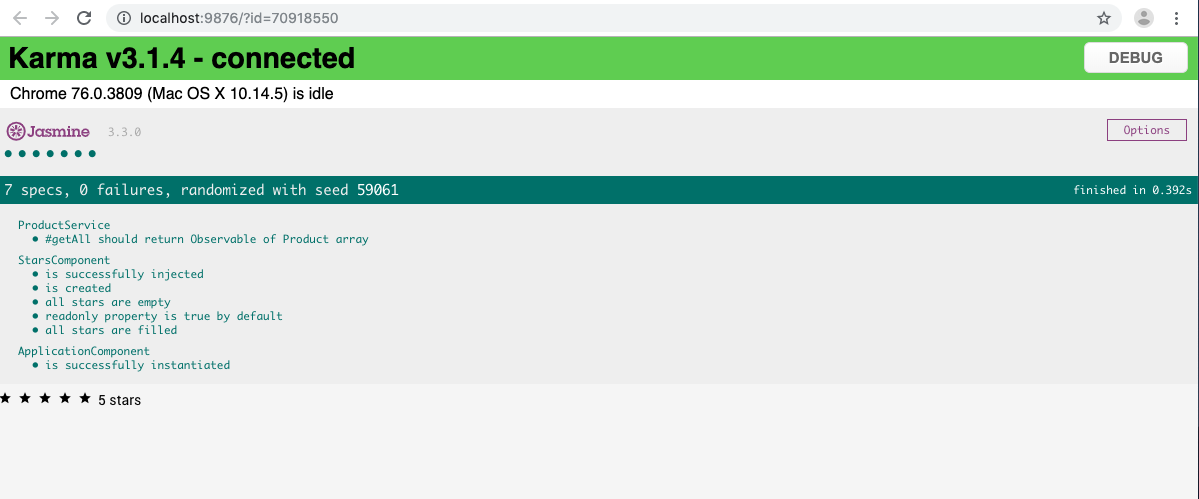 localhost:9876/?id=70918550
Karma v3.1.4 - connected
DEBUG
Chrome 76.0.3809 (Mac OS X 10.14.5) is idle
Jasmine 3.3.0
Options
7 specs, 0 failures, randomized with seed 59061
finished in 0.392s
ProductService
• #getAll should return Observable of Product array
StarsComponent
• is successfully injected
• is created
• all stars are empty
• readonly property is true by default
• all stars are filled
ApplicationComponent
• is successfully instantiated
★ ★ ★ ★ ★ 5 stars